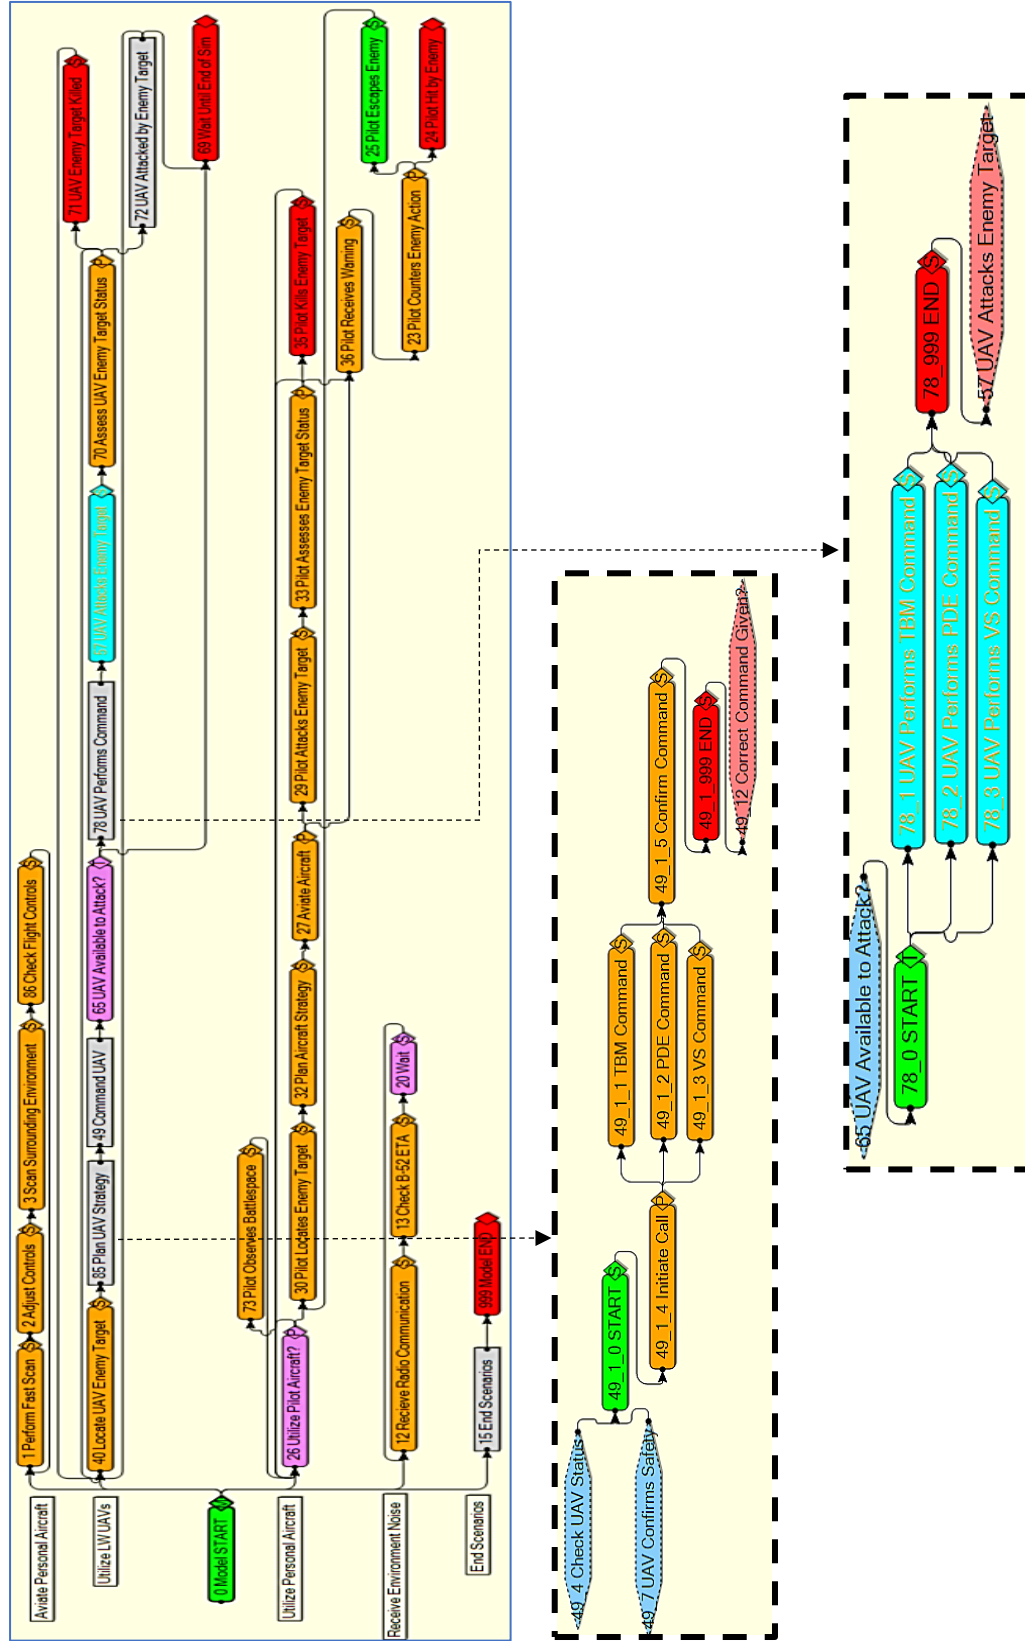 Aviate Personal Aircraft
1 Perform Fast Scan S
2 Adjust Controls S
3 Scan Surrounding Environment S
86 Check Flight Controls S
Utilize LW UAVs
40 Locate UAV Enemy Target S
85 Plan UAV Strategy
49 Command UAV
65 UAV Available to Attack? T
78 UAV Performs Command
57 UAV Attacks Enemy Target
70 Assess UAV Enemy Target Status P
71 UAV Enemy Target Killed S
72 UAV Attacked by Enemy Target
69 Wait Until End of Sim
0 Model START M
Utilize Personal Aircraft
26 Utilize Pilot Aircraft? P
73 Pilot Observes Battlespace S
30 Pilot Locates Enemy Target S
32 Plan Aircraft Strategy S
27 Aviate Aircraft P
29 Pilot Attacks Enemy Target S
33 Pilot Assesses Enemy Target Status P
35 Pilot Kills Enemy Target S
36 Pilot Receives Warning S
23 Pilot Counters Enemy Action P
25 Pilot Escapes Enemy S
24 Pilot Hit by Enemy
Receive Environment Noise
12 Recieve Radio Communication S
13 Check B-52 ETA S
20 Wait S
End Scenarios
15 End Scenarios
999 Model END
49_4 Check UAV Status
49_7 UAV Confirms Safety
49_1_0 START S
49_1_4 Initiate Call P
49_1_1 TBM Command S
49_1_2 PDE Command S
49_1_3 VS Command S
49_1_5 Confirm Command S
49_1_999 END S
49_12 Correct Command Given?
65 UAV Available to Attack?
78_0 START T
78_1 UAV Performs TBM Command S
78_2 UAV Performs PDE Command S
78_3 UAV Performs VS Command S
78_999 END S
57 UAV Attacks Enemy Target